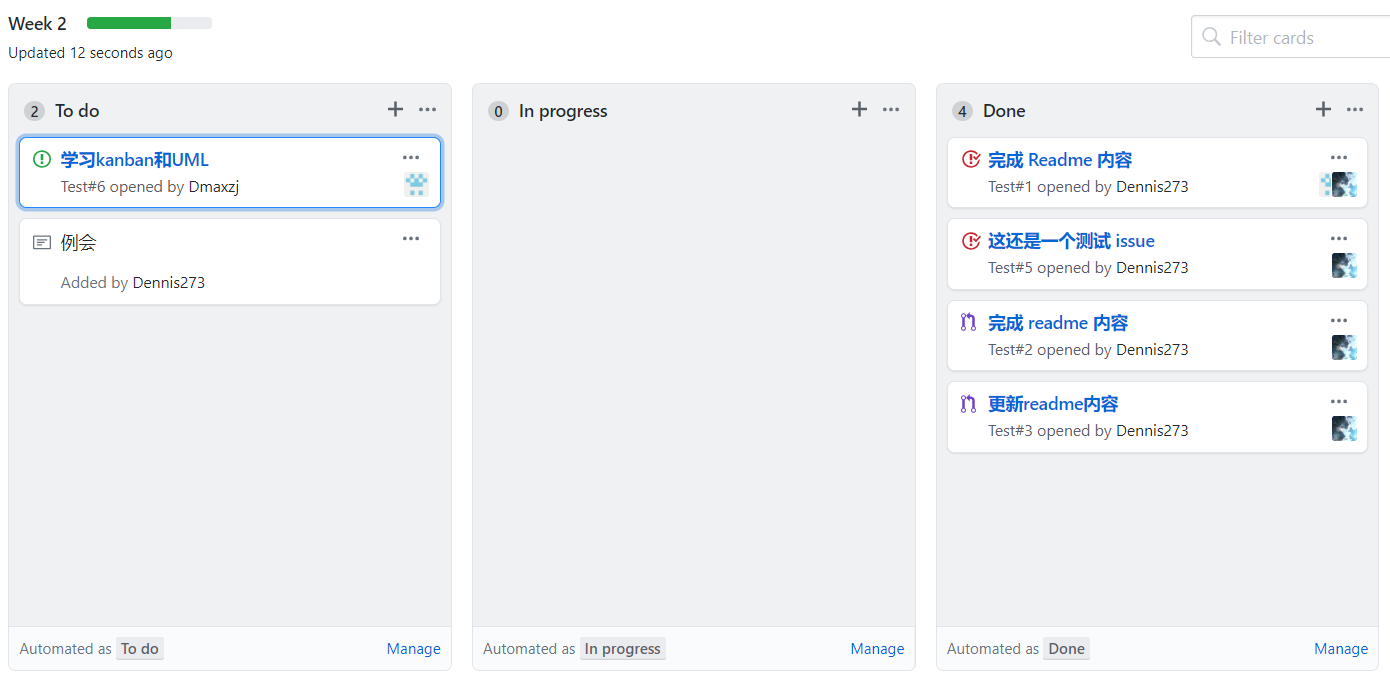 Week 2
Updated 12 seconds ago
Filter cards
2 To do
学习kanban和UML
Test#6 opened by Dmaxzj
例会
Added by Dennis273
Automated as To do Manage
0 In progress
Automated as In progress Manage
4 Done
完成 Readme 内容
Test#1 opened by Dennis273
这还是一个测试 issue
Test#5 opened by Dennis273
完成 readme 内容
Test#2 opened by Dennis273
更新readme内容
Test#3 opened by Dennis273
Automated as Done Manage